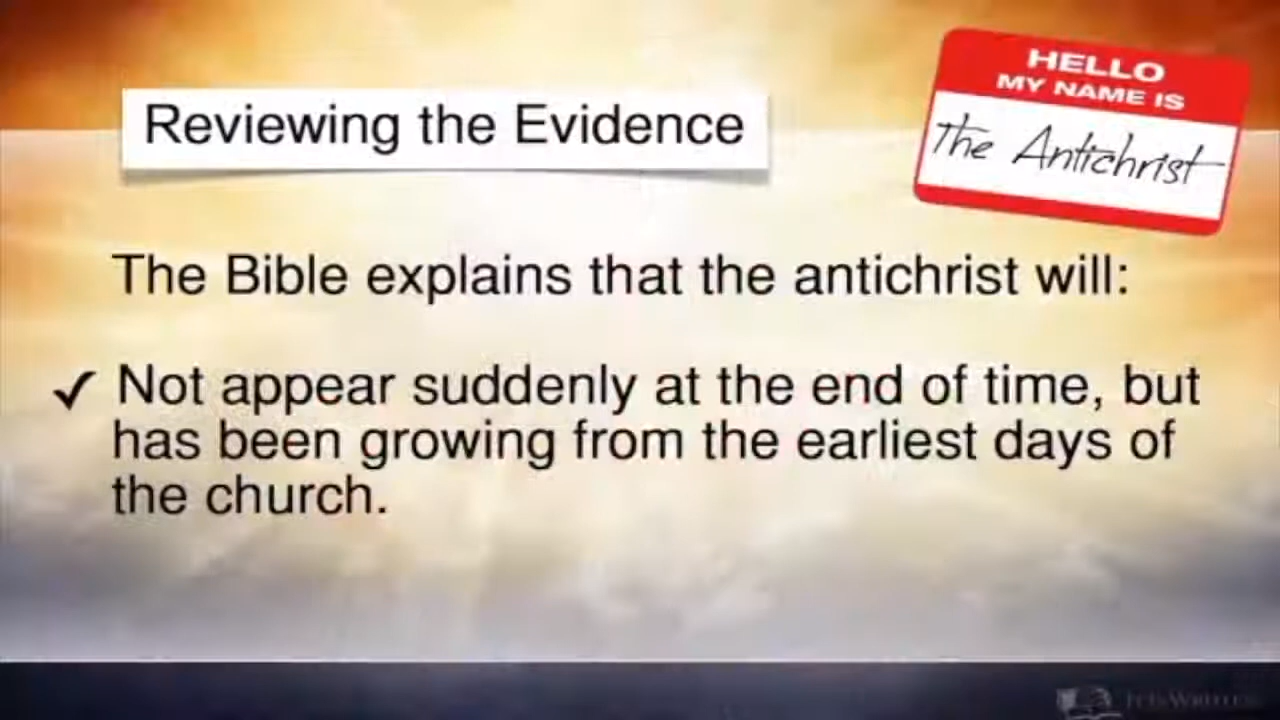 HELLO
MY NAME IS
The Antichrist
Reviewing the Evidence
The Bible explains that the antichrist will:
✓ Not appear suddenly at the end of time, but
has been growing from the earliest days of
the church.